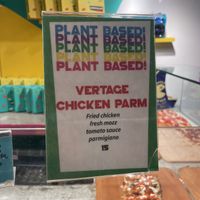 PLANT BASED!
PLANT BASED!
PLANT BASED!
PLANT BASED!
PLANT BASED!
VERTAGE
CHICKEN PARM
Fried chicken
fresh mozz
tomato sauce
parmigiano
15